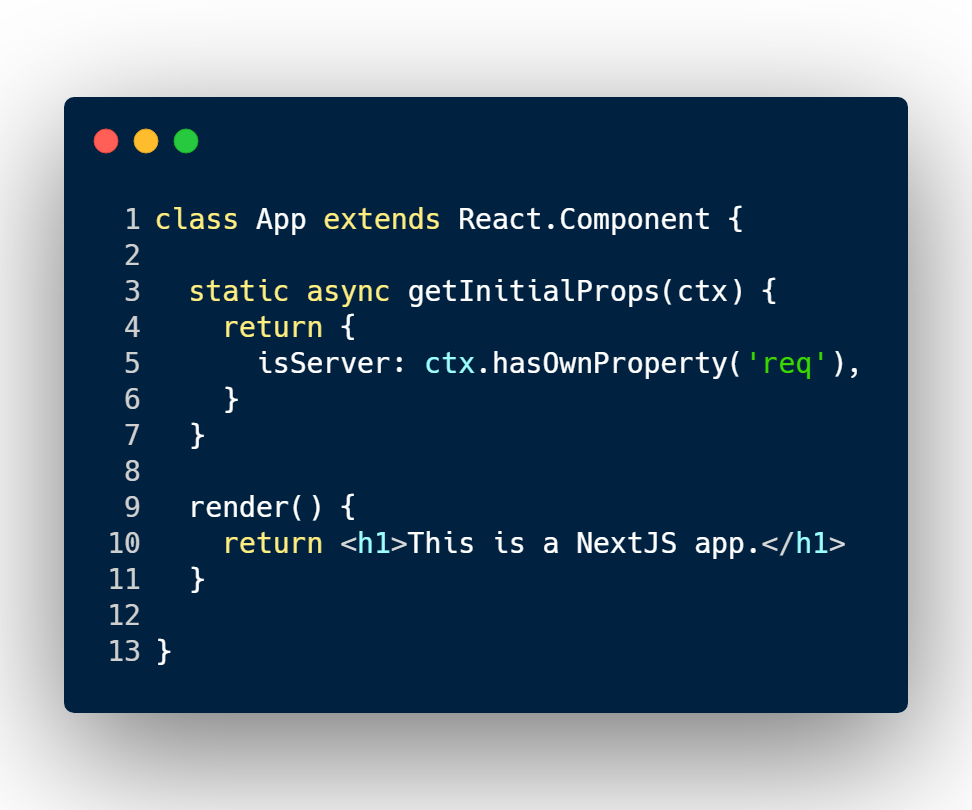 1 class App extends React.Component {
2
3   static async getInitialProps(ctx) {
4     return {
5       isServer: ctx.hasOwnProperty('req'),
6     }
7   }
8
9   render() {
10     return <h1>This is a NextJS app.</h1>
11   }
12
13 }